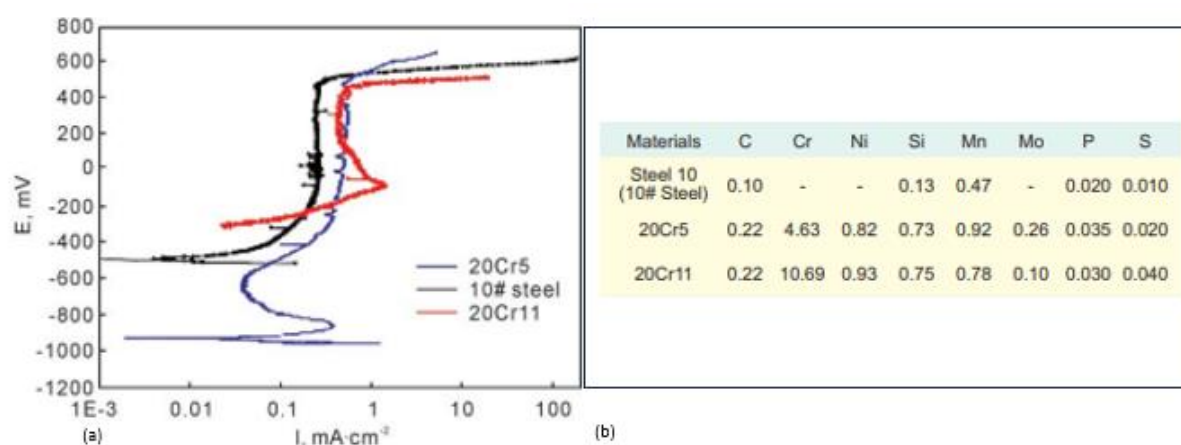 800
600
400
200
0
-200
-400
-600
-800
-1000
-1200
E, mV
20Cr5
10# steel
20Cr11
1E-3 0.01 0.1 1 10 100
(a) I, mA·cm⁻²
(b)
Materials C Cr Ni Si Mn Mo P S
Steel 10
(10# Steel) 0.10 - - 0.13 0.47 - 0.020 0.010
20Cr5 0.22 4.63 0.82 0.73 0.92 0.26 0.035 0.020
20Cr11 0.22 10.69 0.93 0.75 0.78 0.10 0.030 0.040